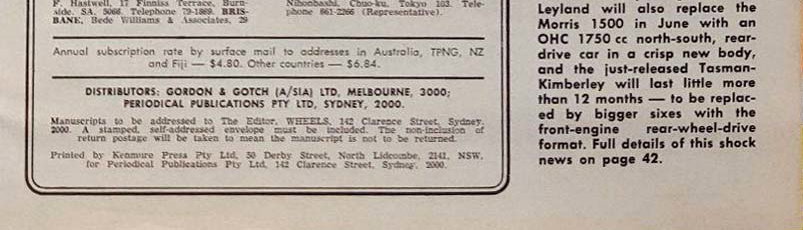 F. Hastwell, 17 Finniss Terrace, Burn-
side, SA, 5066. Telephone 79-1869. BRIS-
BANE, Bede Williams & Associates, 29
Nihonbashi, Chuo-ku, Tokyo 103. Tele-
phone 661-2266 (Representative).
Annual subscription rate by surface mail to addresses in Australia, TPNG, NZ
and Fiji — $4.80. Other countries — $6.84.
DISTRIBUTORS: GORDON & GOTCH (A/SIA) LTD, MELBOURNE, 3000;
PERIODICAL PUBLICATIONS PTY LTD, SYDNEY, 2000.
Manuscripts to be addressed to The Editor, WHEELS, 142 Clarence Street, Sydney,
2000. A stamped, self-addressed envelope must be included. The non-inclusion of
return postage will be taken to mean the manuscript is not to be returned.
Printed by Kenmure Press Pty Ltd, 50 Derby Street, North Lidcombe, 2141, NSW,
for Periodical Publications Pty Ltd, 142 Clarence Street, Sydney, 2000.
Leyland will also replace the
Morris 1500 in June with an
OHC 1750 cc north-south, rear-
drive car in a crisp new body,
and the just-released Tasman-
Kimberley will last little more
than 12 months — to be replac-
ed by bigger sixes with the
front-engine rear-wheel-drive
format. Full details of this shock
news on page 42.